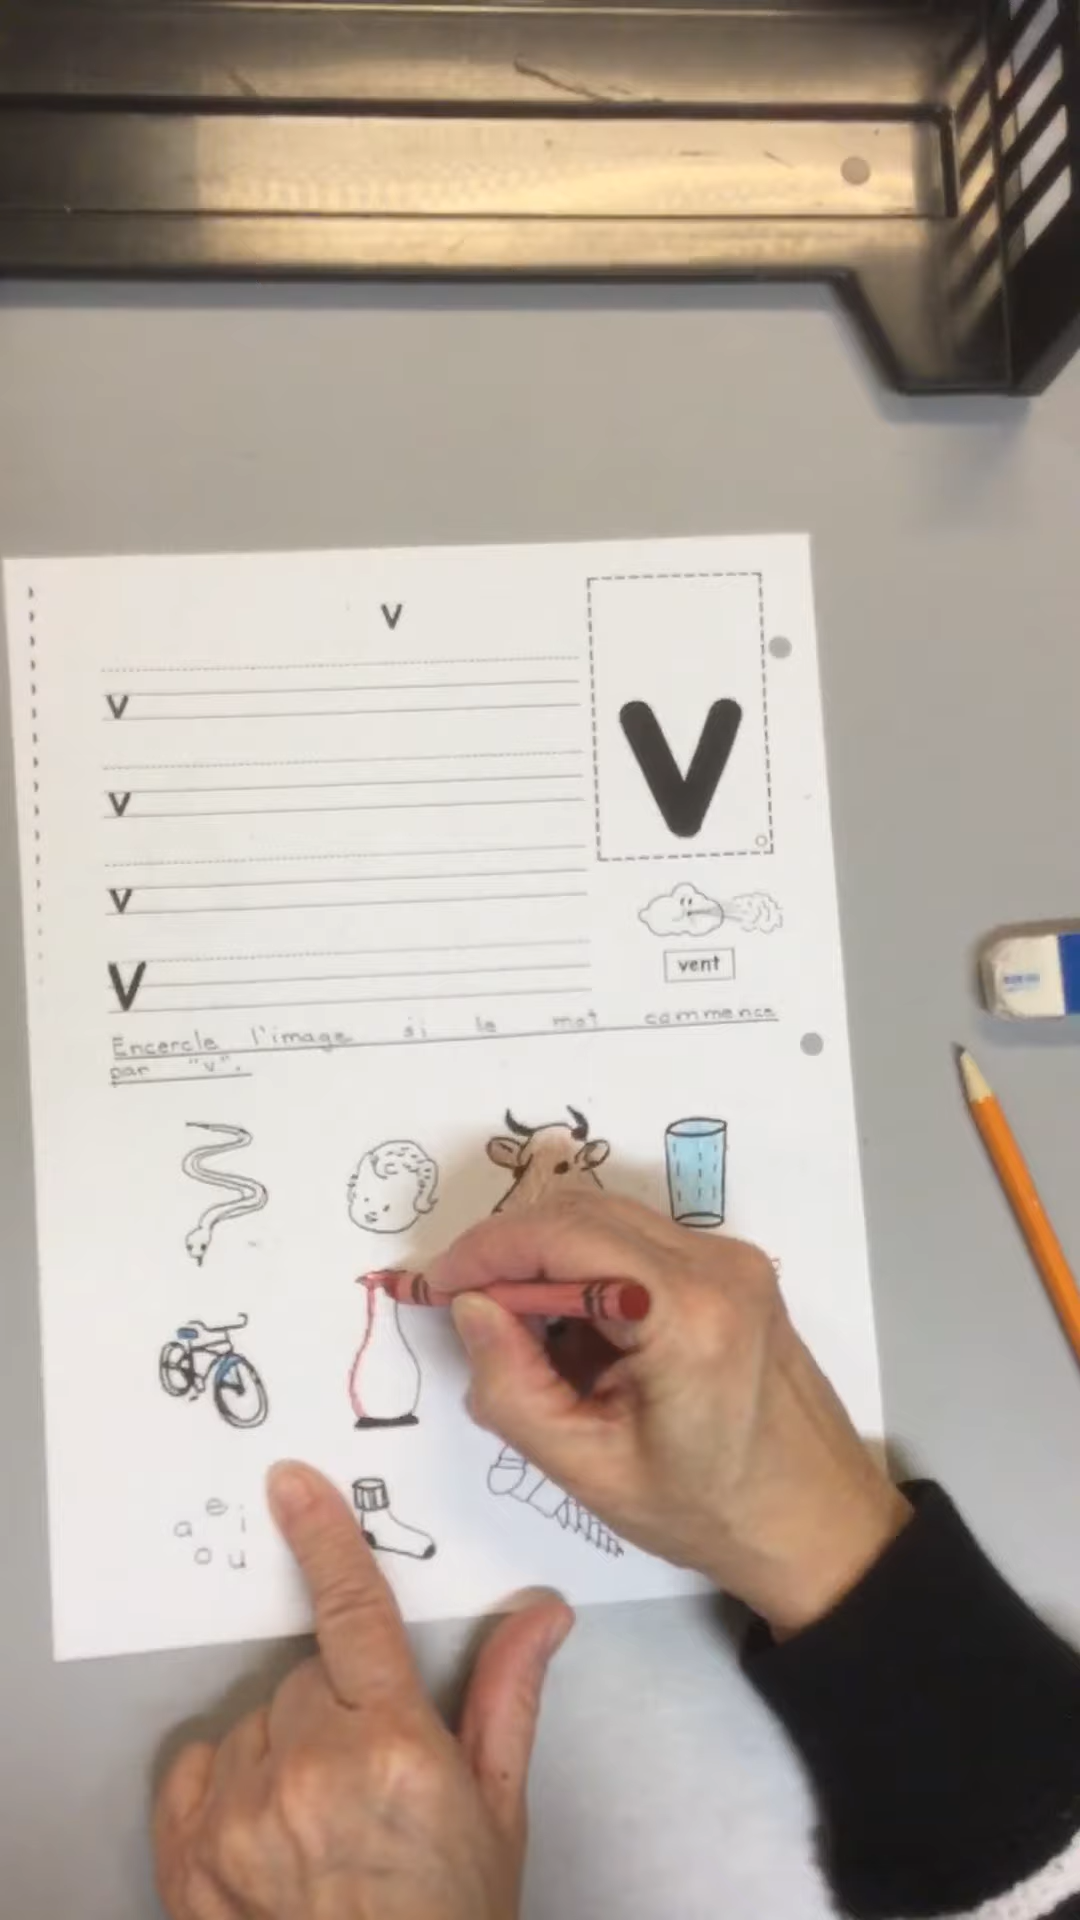 v
v
v
v
v
V
vent
Encercle l'image si le mot commence
par "v".
e
a i
o u